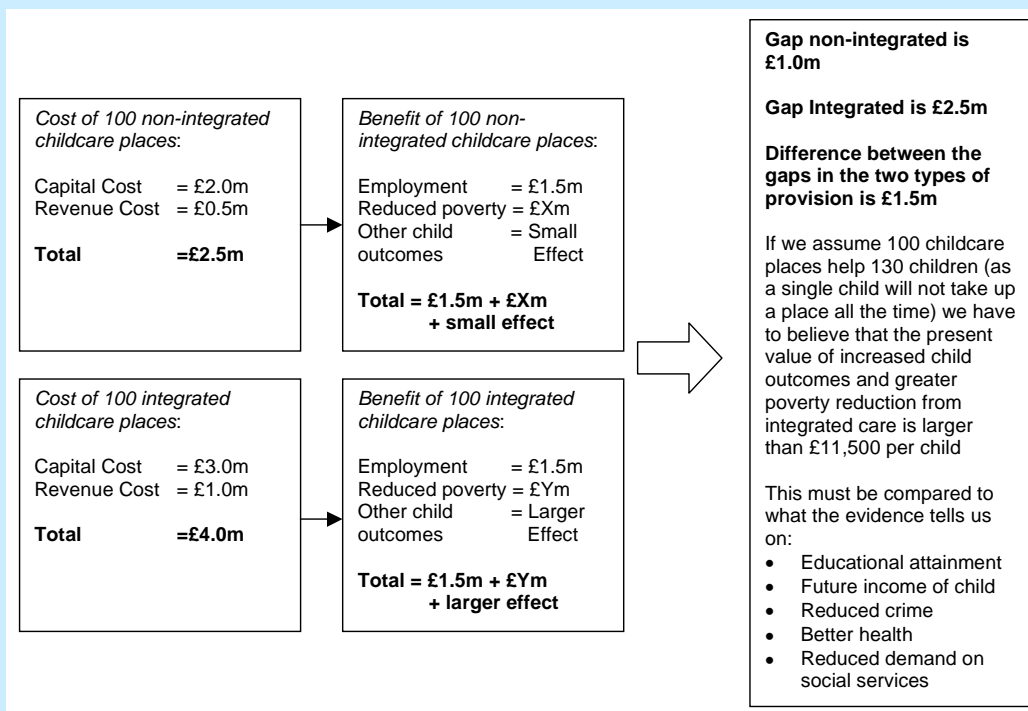 Cost of 100 non-integrated
childcare places:
Capital Cost = £2.0m
Revenue Cost = £0.5m
Total =£2.5m
Benefit of 100 non-
integrated childcare places:
Employment = £1.5m
Reduced poverty = £Xm
Other child = Small
outcomes Effect
Total = £1.5m + £Xm
+ small effect
Cost of 100 integrated
childcare places:
Capital Cost = £3.0m
Revenue Cost = £1.0m
Total =£4.0m
Benefit of 100 integrated
childcare places:
Employment = £1.5m
Reduced poverty = £Ym
Other child = Larger
outcomes Effect
Total = £1.5m + £Ym
+ larger effect
Gap non-integrated is
£1.0m
Gap Integrated is £2.5m
Difference between the
gaps in the two types of
provision is £1.5m
If we assume 100 childcare
places help 130 children (as
a single child will not take up
a place all the time) we have
to believe that the present
value of increased child
outcomes and greater
poverty reduction from
integrated care is larger
than £11,500 per child
This must be compared to
what the evidence tells us
on:
• Educational attainment
• Future income of child
• Reduced crime
• Better health
• Reduced demand on
social services